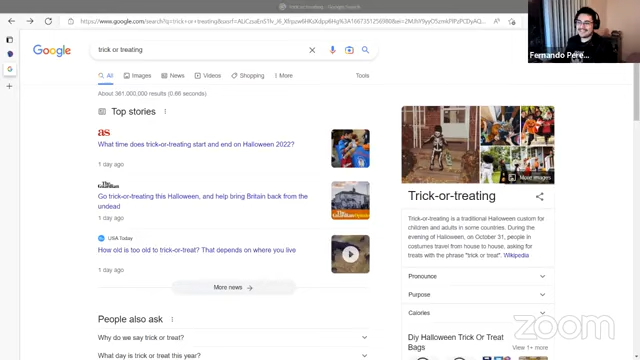 Google
trick or treating
All
Images
News
Videos
Shopping
More
Tools
About 361,000,000 results (0.66 seconds)
Top stories
as
What time does trick-or-treating start and end on Halloween 2022?
1 day ago
The Guardian
Go trick-or-treating this Halloween, and help bring Britain back from the
undead
1 day ago
USA Today
How old is too old to trick-or-treat? That depends on where you live
1 day ago
More news
People also ask
Why do we say trick or treat?
What day is trick or treat this year?
Fernando Pere...
More images
Trick-or-treating
Trick-or-treating is a traditional Halloween custom for
children and adults in some countries. During the
evening of Halloween, on October 31, people in
costumes travel from house to house, asking for
treats with the phrase "trick or treat". Wikipedia
Pronounce
Purpose
Calories
Diy Halloween Trick Or Treat
Bags
View 1+ more
zoom